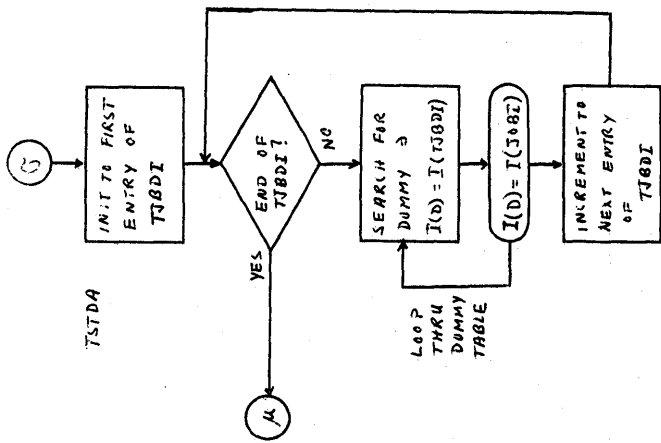 TSTDA
INIT TO FIRST
ENTRY OF
TJBDI
END OF
TJBDI?
YES
NO
μ
SEARCH FOR
DUMMY ∋
I(D) = I(TJBDI)
LOOP
THRU
DUMMY
TABLE
I(D) = I(JOBI)
INCREMENT TO
NEXT ENTRY
OF TJBDI